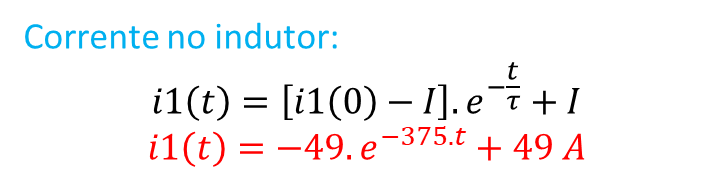 Corrente no indutor:
i1(t) = [i1(0) − I]. e^{−t/τ} + I
i1(t) = −49. e^{−375.t} + 49 A